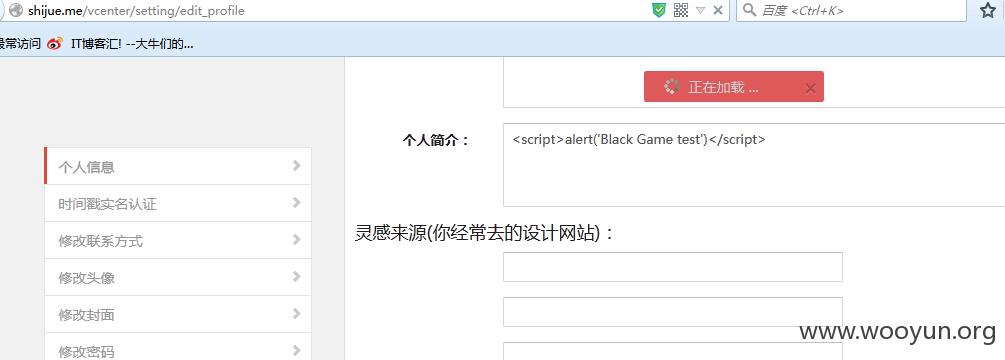 shijue.me/vcenter/setting/edit_profile
百度 <Ctrl+K>
最常访问 IT博客汇! --大牛们的...
正在加载 ...
个人简介：
<script>alert('Black Game test')</script>
个人信息
时间戳实名认证
修改联系方式
修改头像
修改封面
修改密码
灵感来源(你经常去的设计网站)：
www.wooyun.org